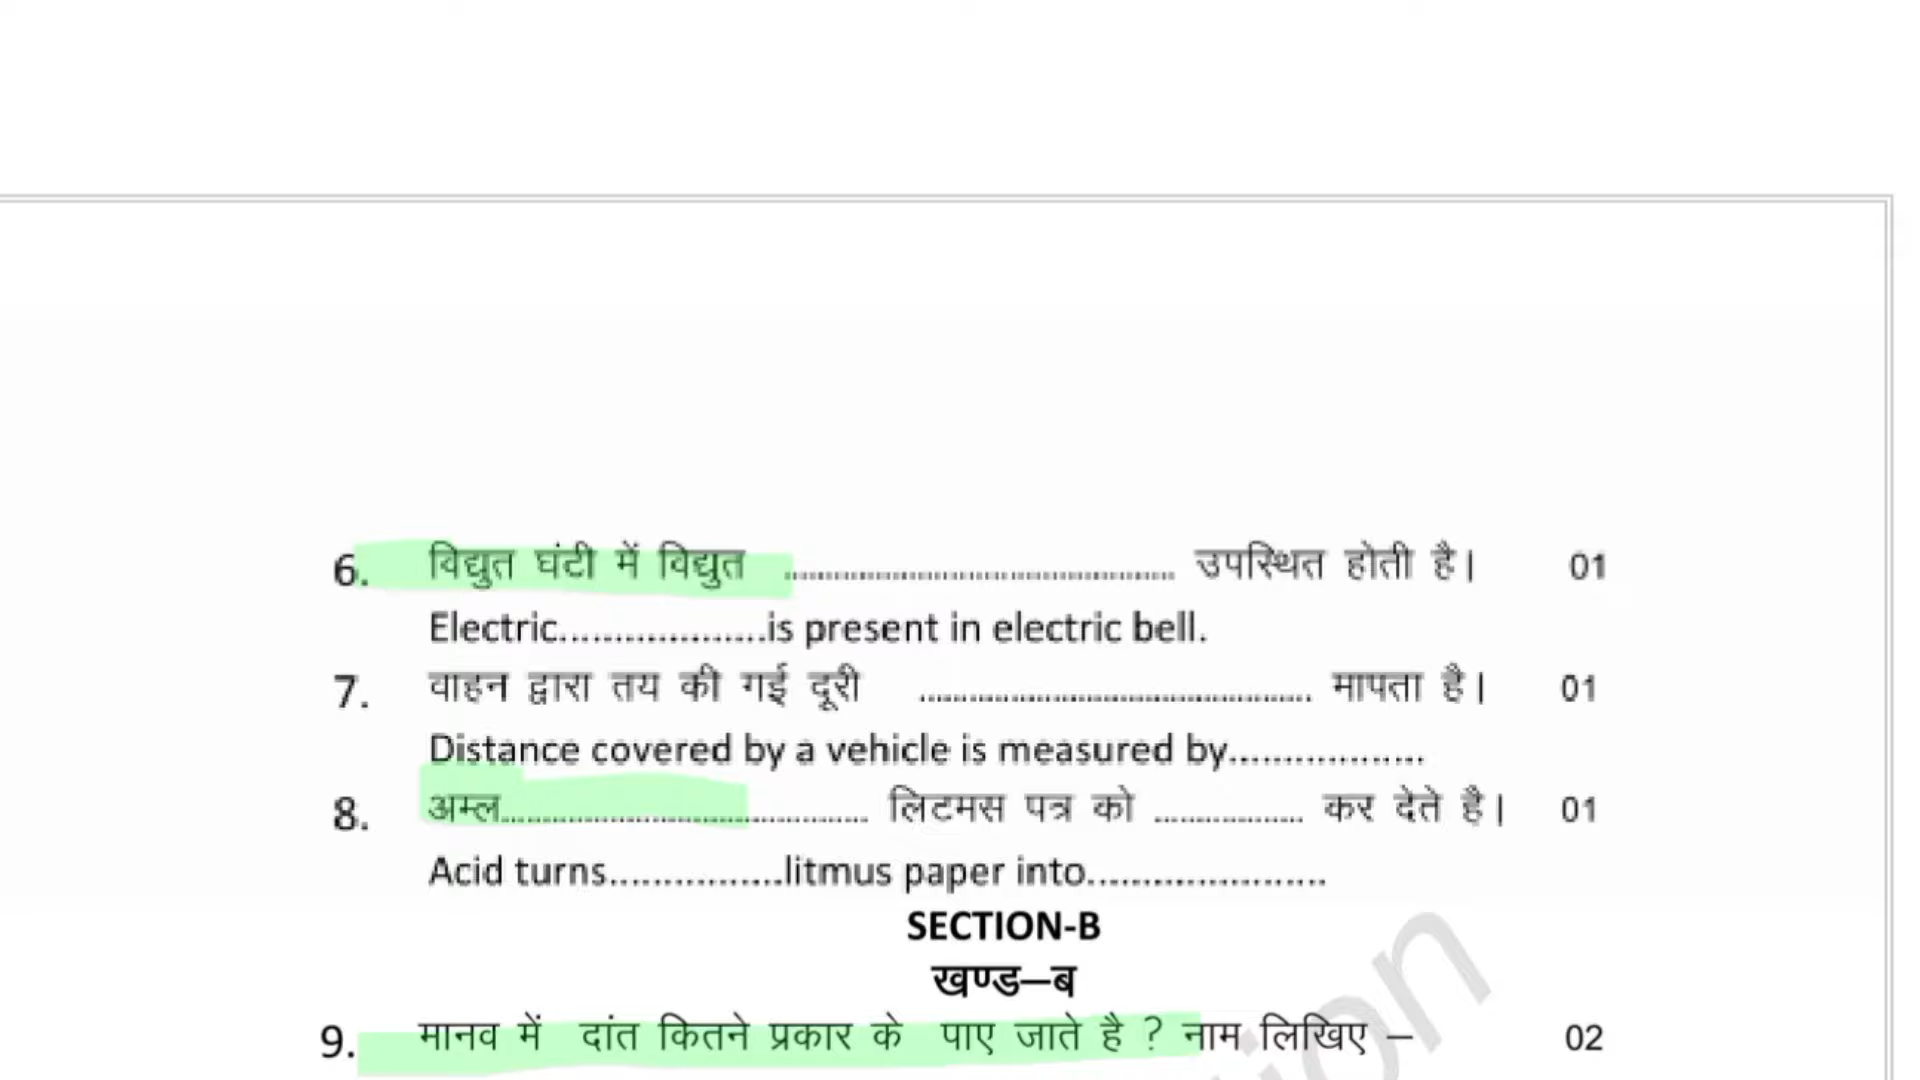 6. विद्युत घंटी में विद्युत ............................................. उपस्थित होती है। 01
Electric...................is present in electric bell.
7. वाहन द्वारा तय की गई दूरी ............................................. मापता है। 01
Distance covered by a vehicle is measured by..................
8. अम्ल........................................... लिटमस पत्र को .................. कर देते है। 01
Acid turns................litmus paper into......................
SECTION-B
खण्ड—ब
9. मानव में दांत कितने प्रकार के पाए जाते है ? नाम लिखिए – 02